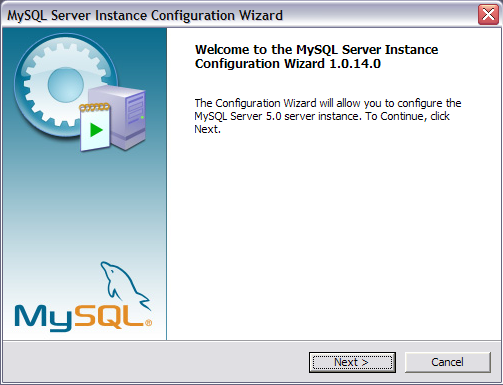 MySQL Server Instance Configuration Wizard
Welcome to the MySQL Server Instance
Configuration Wizard 1.0.14.0
The Configuration Wizard will allow you to configure the
MySQL Server 5.0 server instance. To Continue, click
Next.
MySQL®
Next >
Cancel